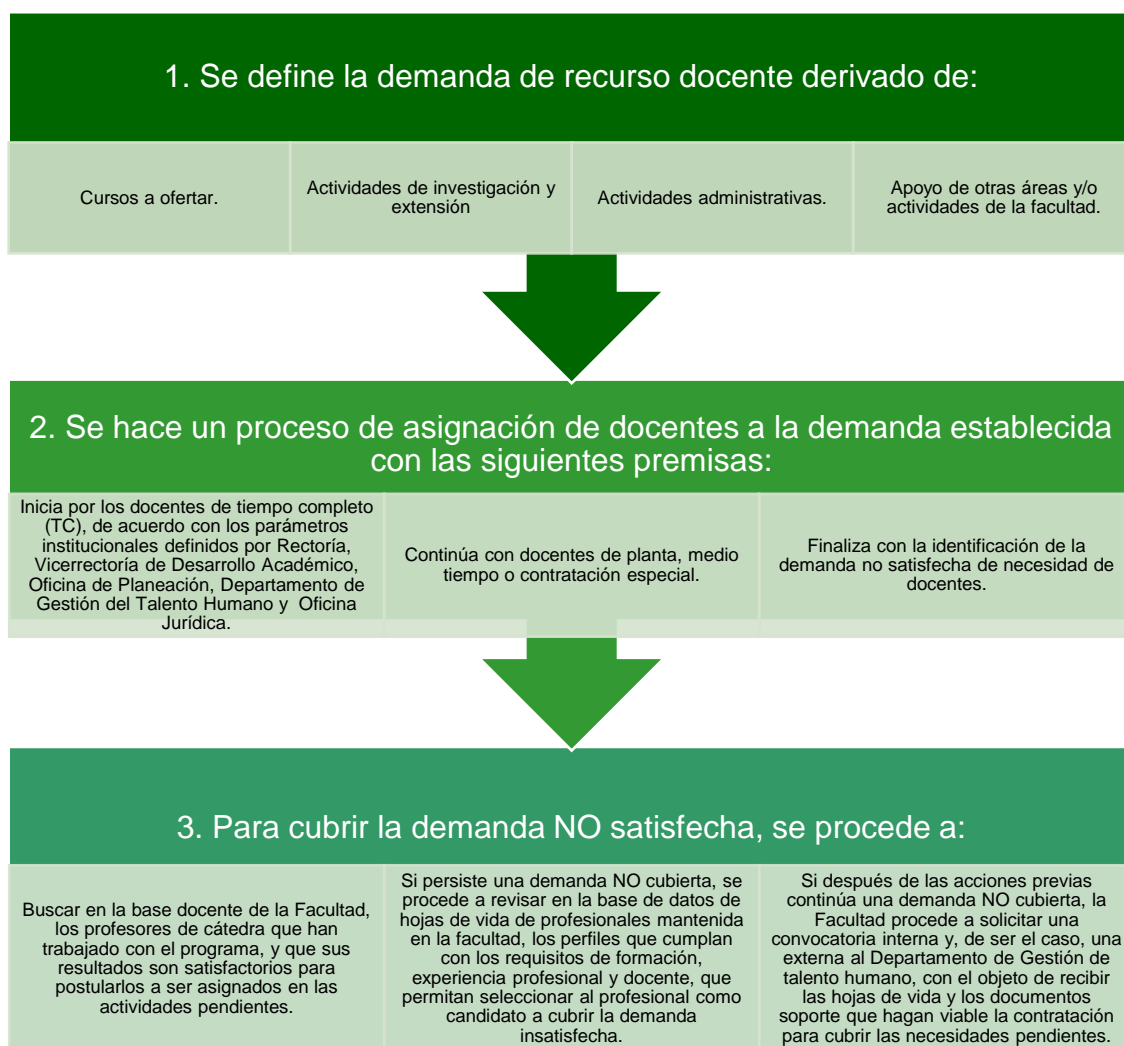 1. Se define la demanda de recurso docente derivado de:
Cursos a ofertar.
Actividades de investigación y
extensión
Actividades administrativas.
Apoyo de otras áreas y/o
actividades de la facultad.
2. Se hace un proceso de asignación de docentes a la demanda establecida
con las siguientes premisas:
Inicia por los docentes de tiempo completo
(TC), de acuerdo con los parámetros
institucionales definidos por Rectoría,
Vicerrectoría de Desarrollo Académico,
Oficina de Planeación, Departamento de
Gestión del Talento Humano y Oficina
Jurídica.
Continúa con docentes de planta, medio
tiempo o contratación especial.
Finaliza con la identificación de la
demanda no satisfecha de necesidad de
docentes.
3. Para cubrir la demanda NO satisfecha, se procede a:
Buscar en la base docente de la Facultad,
los profesores de cátedra que han
trabajado con el programa, y que sus
resultados son satisfactorios para
postularlos a ser asignados en las
actividades pendientes.
Si persiste una demanda NO cubierta, se
procede a revisar en la base de datos de
hojas de vida de profesionales mantenida
en la facultad, los perfiles que cumplan
con los requisitos de formación,
experiencia profesional y docente, que
permitan seleccionar al profesional como
candidato a cubrir la demanda
insatisfecha.
Si después de las acciones previas
continúa una demanda NO cubierta, la
Facultad procede a solicitar una
convocatoria interna y, de ser el caso, una
externa al Departamento de Gestión de
talento humano, con el objeto de recibir
las hojas de vida y los documentos
soporte que hagan viable la contratación
para cubrir las necesidades pendientes.